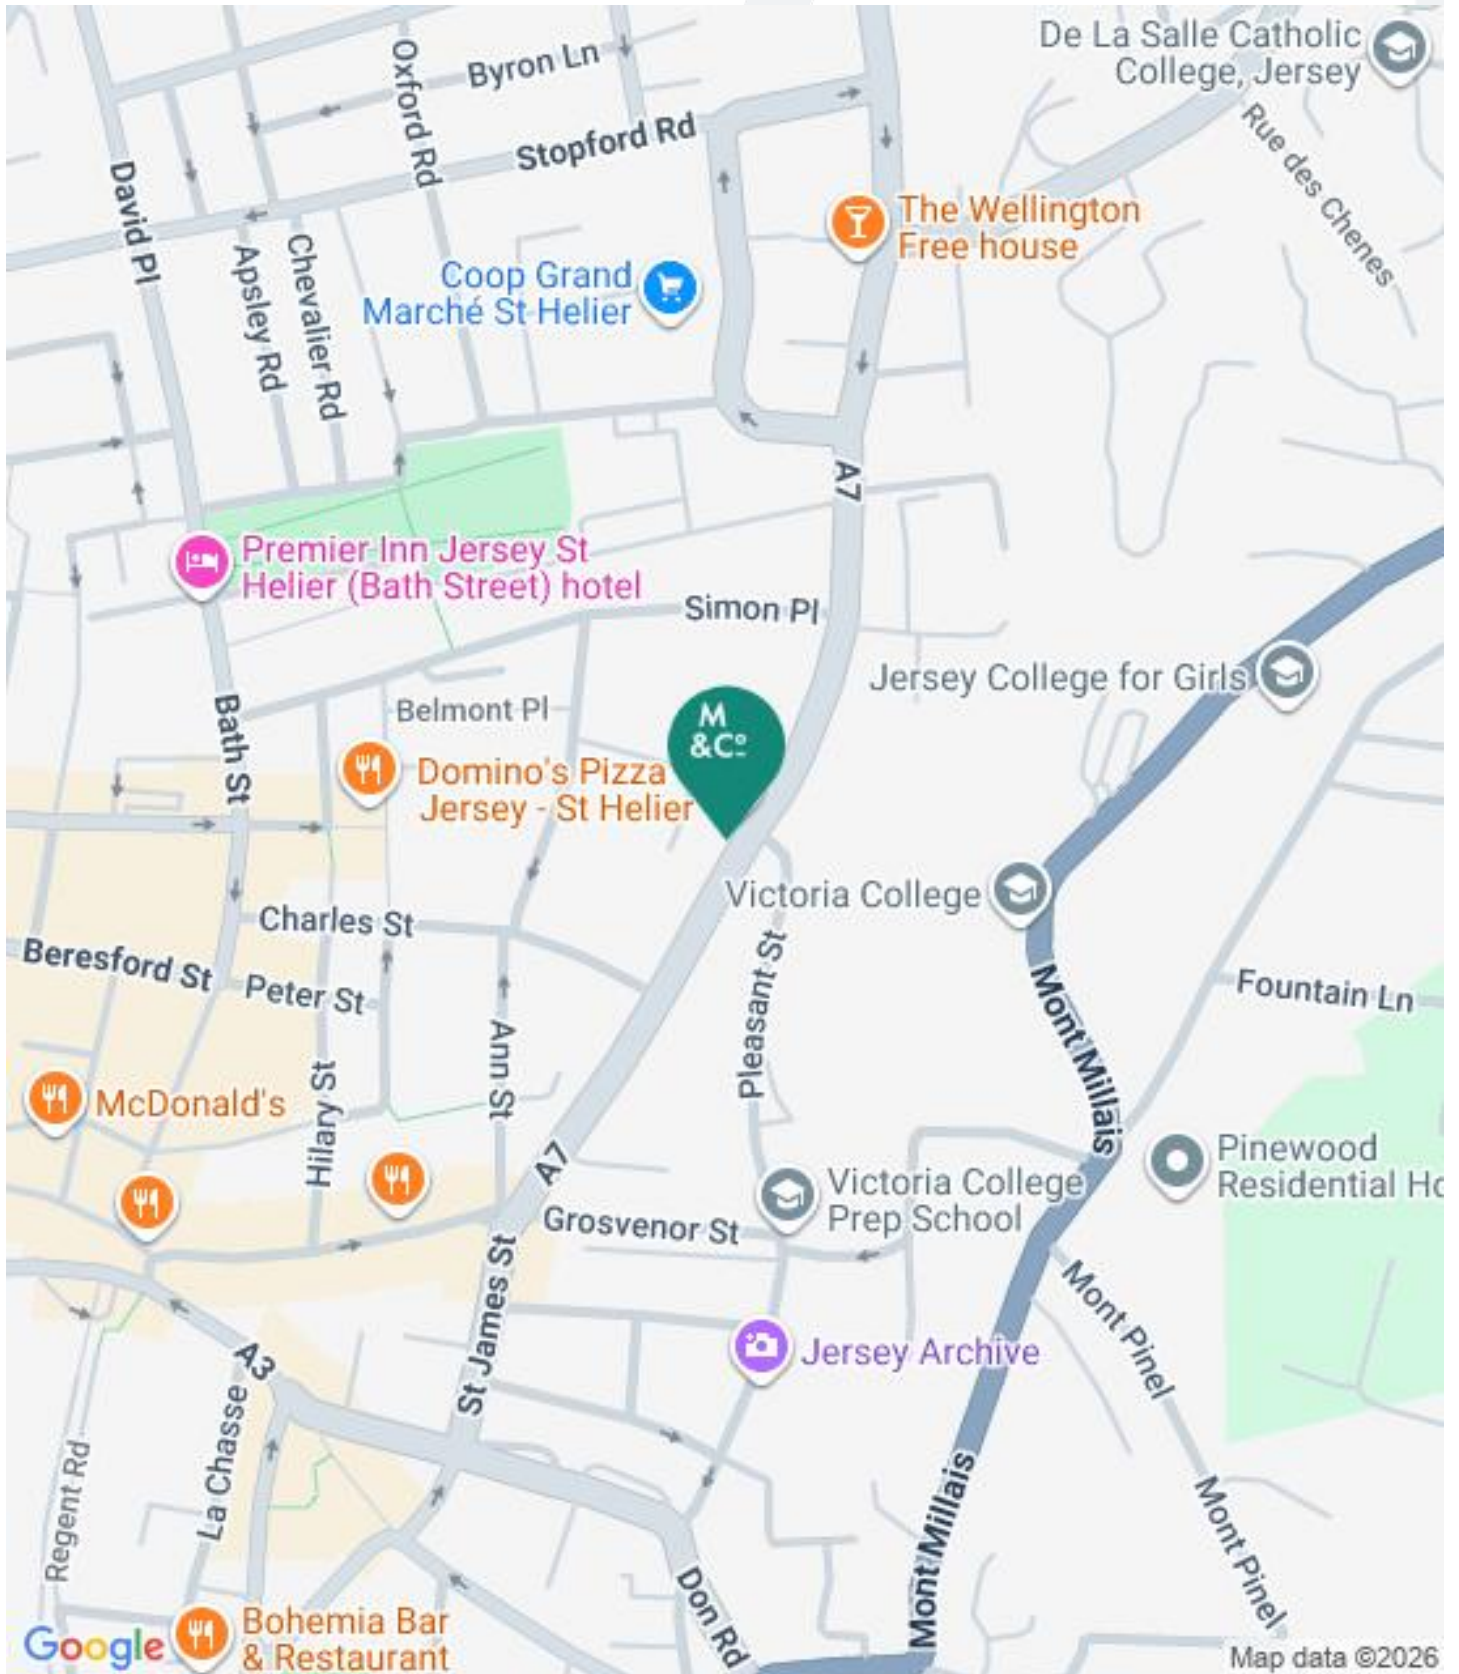 De La Salle Catholic
College, Jersey
Byron Ln
Oxford Rd
Stopford Rd
Rue des Chenes
David Pl
The Wellington
Free house
Apsley Rd
Chevalier Rd
Coop Grand
Marché St Helier
A7
Premier Inn Jersey St
Helier (Bath Street) hotel
Simon Pl
Jersey College for Girls
Bath St
Belmont Pl
M
&Cº
Domino's Pizza
Jersey - St Helier
Victoria College
Charles St
Beresford St
Peter St
Pleasant St
Mont Millais
Fountain Ln
Ann St
Hilary St
McDonald's
A7
Pinewood
Residential Ho
Victoria College
Prep School
Grosvenor St
St James St
Mont Pinel
Jersey Archive
A3
La Chasse
Regent Rd
Mont Millais
Mont Pinel
Don Rd
Bohemia Bar
& Restaurant
Google
Map data ©2026